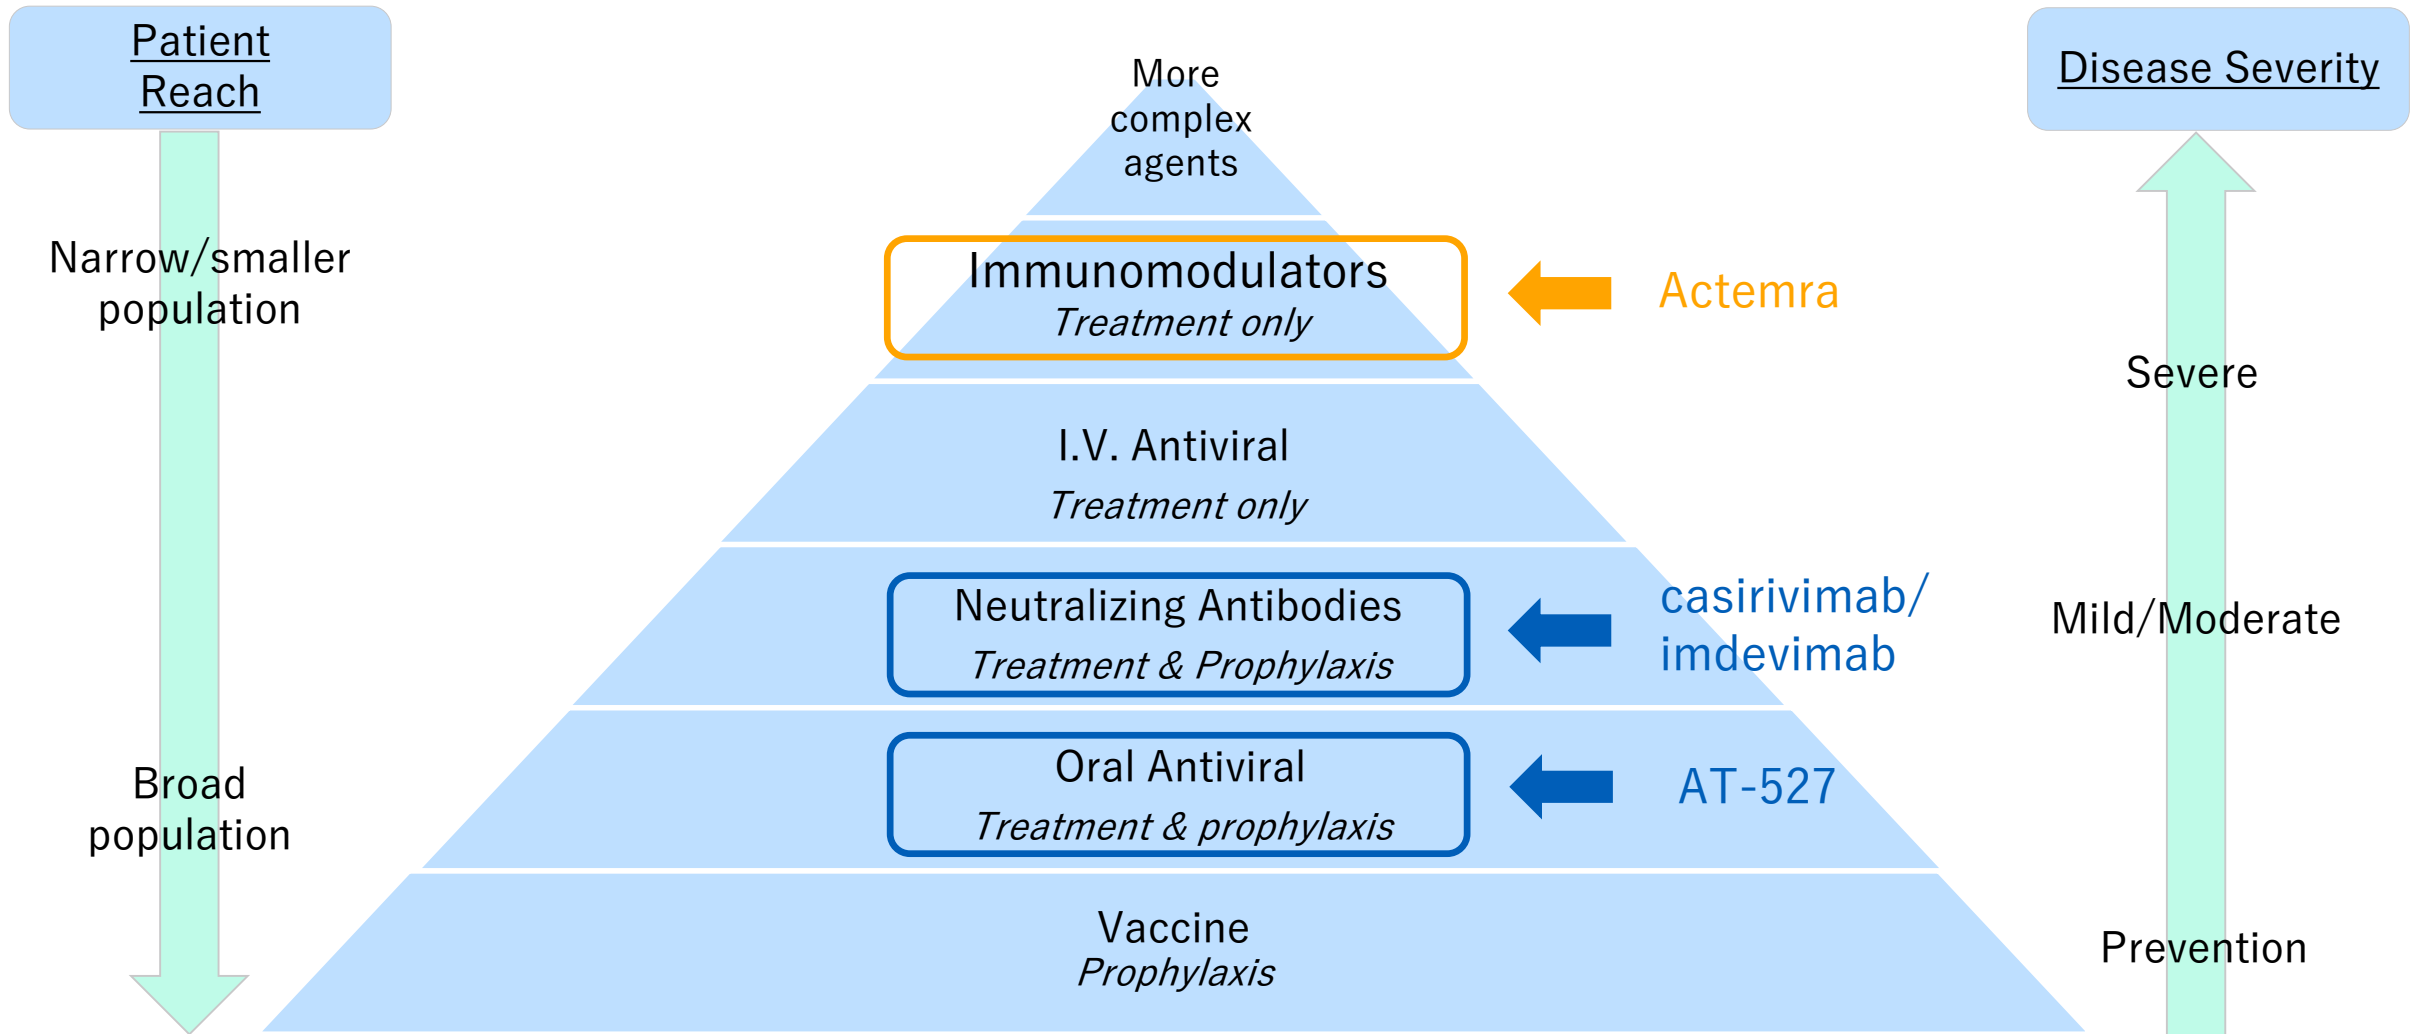 Patient
Reach
Narrow/smaller
population
Broad
population
More
complex
agents
Immunomodulators
Treatment only
I.V. Antiviral
Treatment only
Neutralizing Antibodies
Treatment & Prophylaxis
Oral Antiviral
Treatment & prophylaxis
Vaccine
Prophylaxis
Actemra
casirivimab/
imdevimab
AT-527
Disease Severity
Severe
Mild/Moderate
Prevention